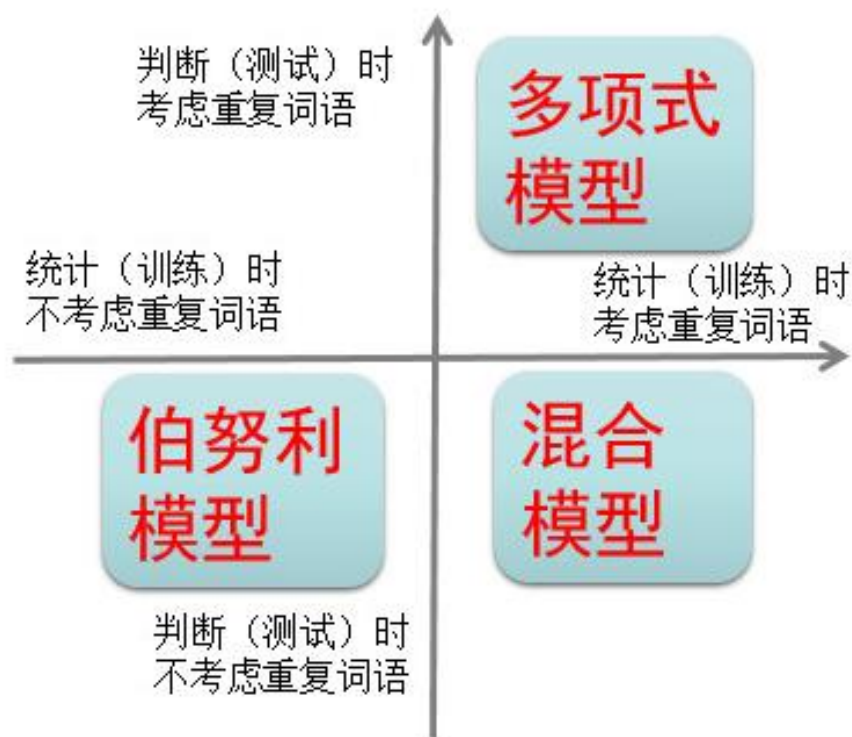 判断（测试）时
考虑重复词语
多项式
模型
统计（训练）时
不考虑重复词语
统计（训练）时
考虑重复词语
伯努利
模型
混合
模型
判断（测试）时
不考虑重复词语